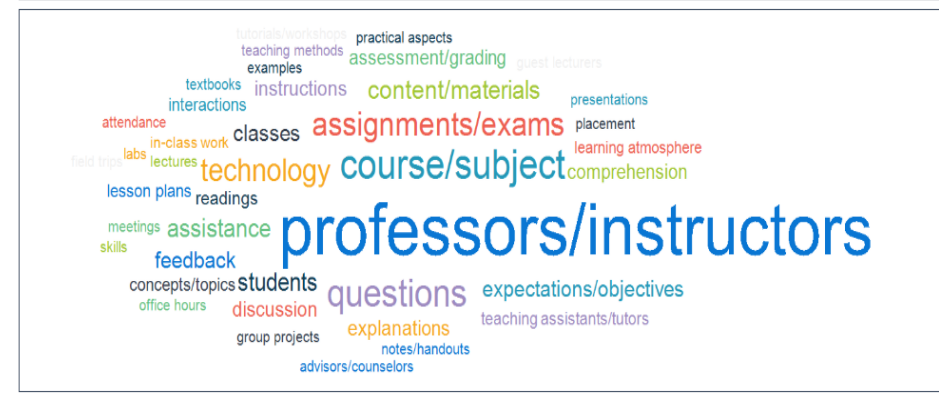 tutorials/workshops practical aspects
teaching methods assessment/grading guest lecturers
examples
textbooks instructions content/materials presentations
interactions
attendance classes assignments/exams placement
in-class work learning atmosphere
field trips labs lectures technology course/subject comprehension
lesson plans readings
meetings assistance professors/instructors
skills
feedback
concepts/topics students questions expectations/objectives
office hours discussion teaching assistants/tutors
group projects explanations
notes/handouts
advisors/counselors